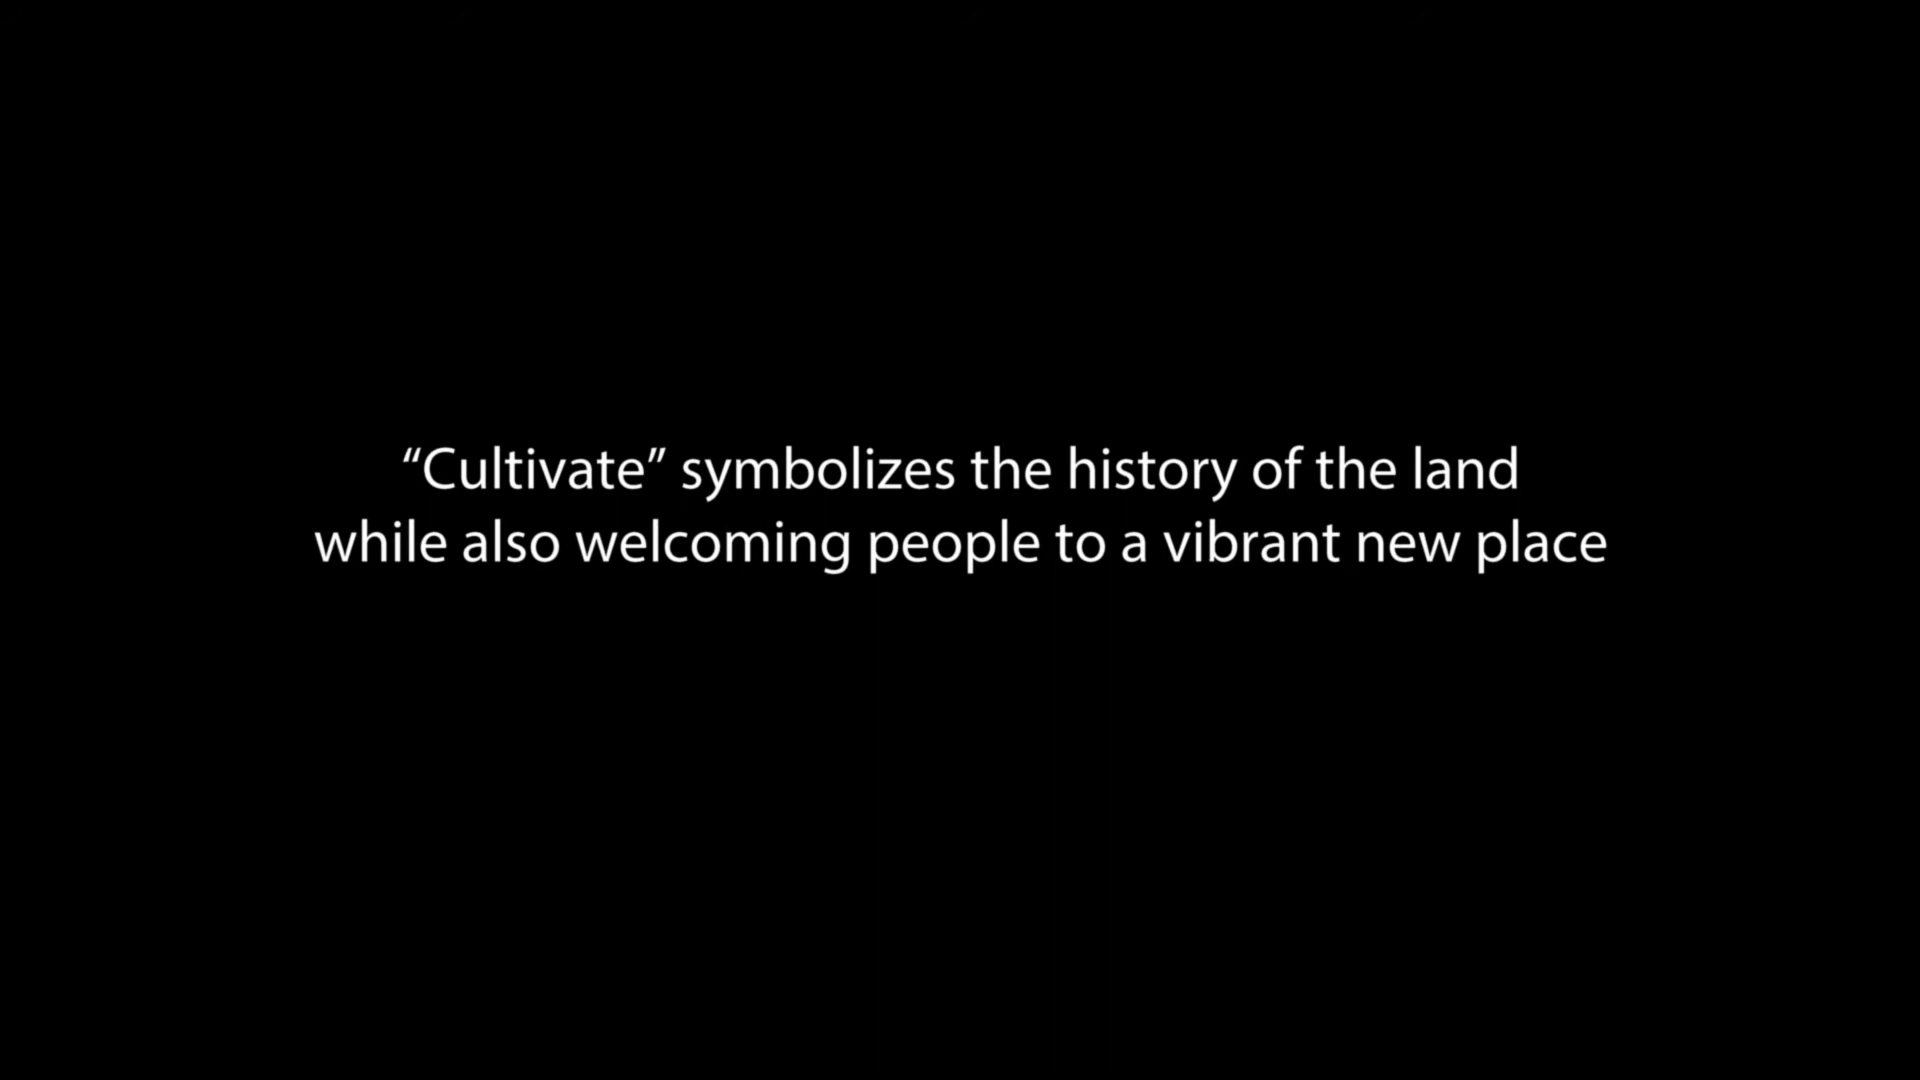 “Cultivate” symbolizes the history of the land
while also welcoming people to a vibrant new place